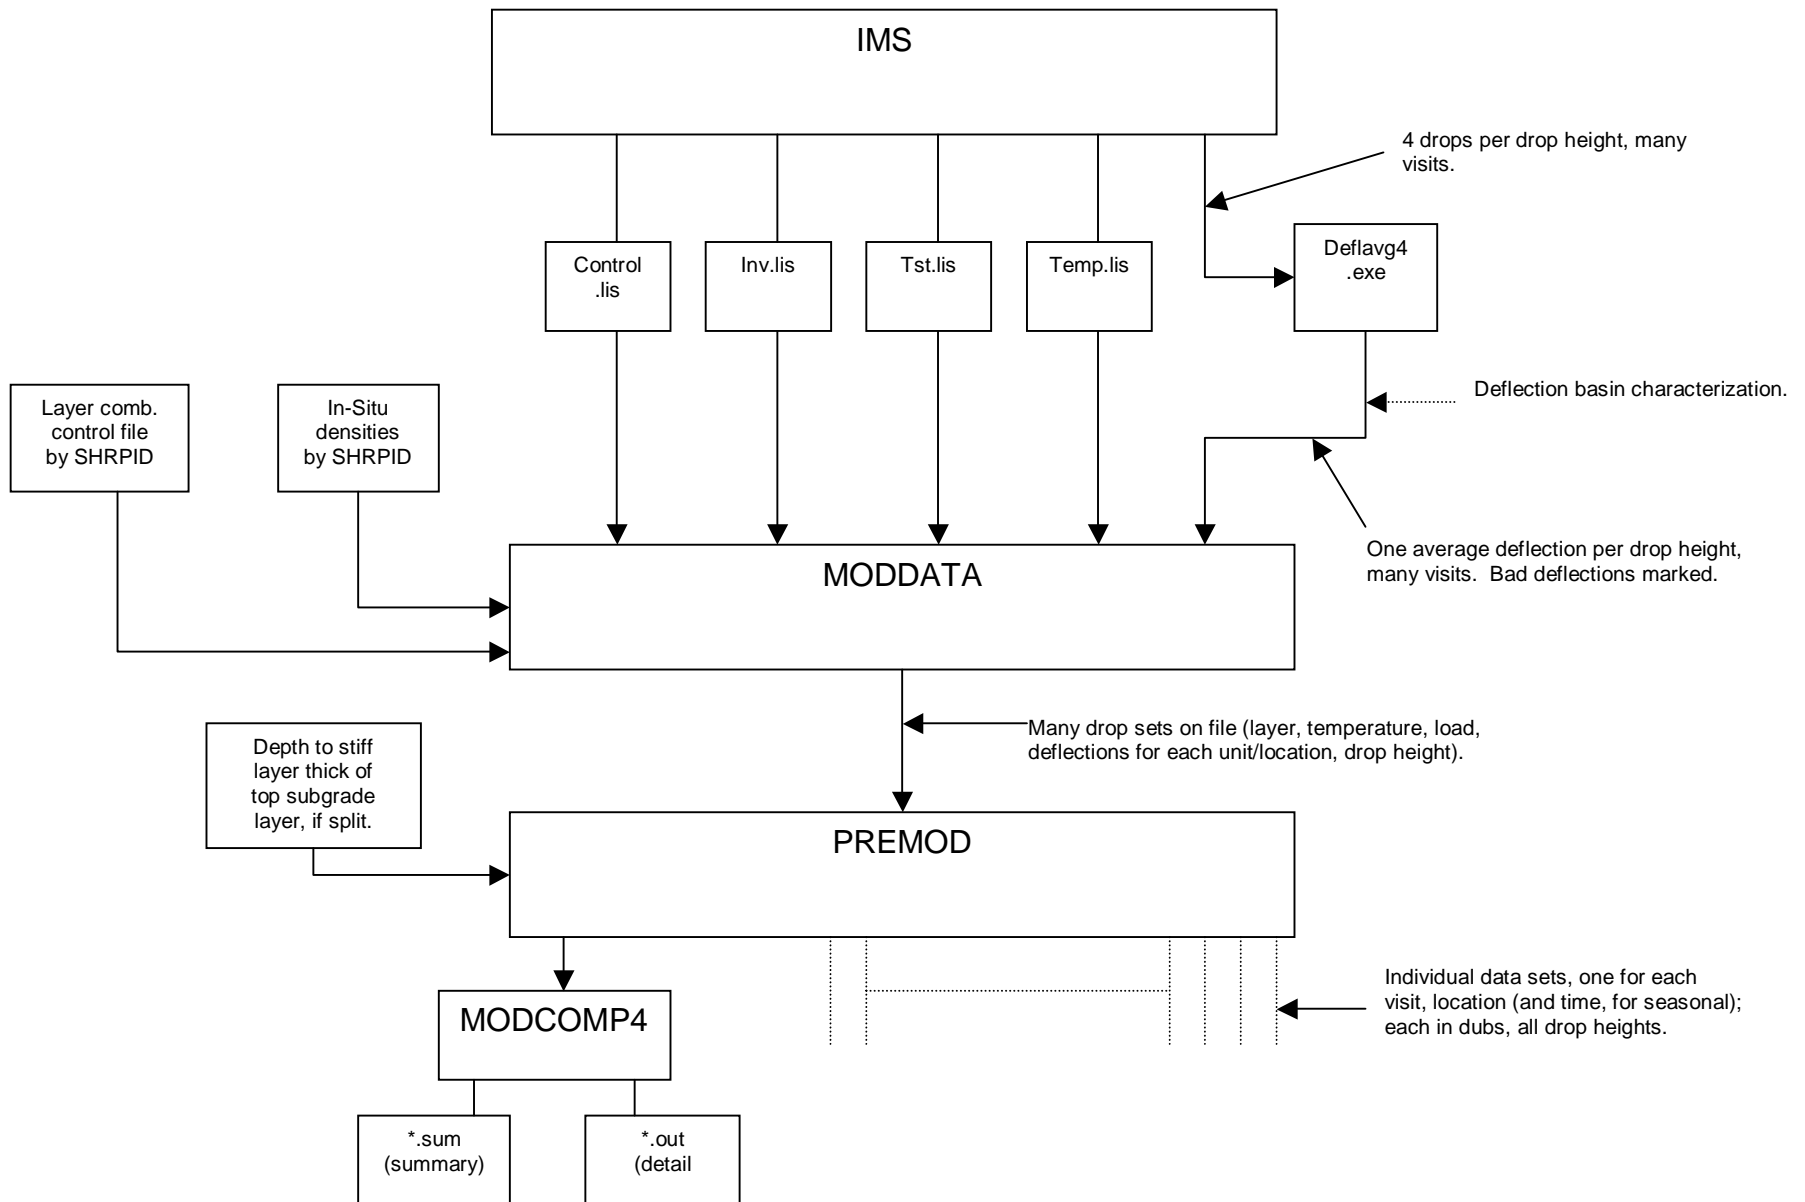 IMS
4 drops per drop height, many
visits.
Control
.lis
Inv.lis
Tst.lis
Temp.lis
Deflavg4
.exe
Deflection basin characterization.
Layer comb.
control file
by SHRPID
In-Situ
densities
by SHRPID
One average deflection per drop height,
many visits. Bad deflections marked.
MODDATA
Many drop sets on file (layer, temperature, load,
deflections for each unit/location, drop height).
Depth to stiff
layer thick of
top subgrade
layer, if split.
PREMOD
Individual data sets, one for each
visit, location (and time, for seasonal);
each in dubs, all drop heights.
MODCOMP4
*.sum
(summary)
*.out
(detail